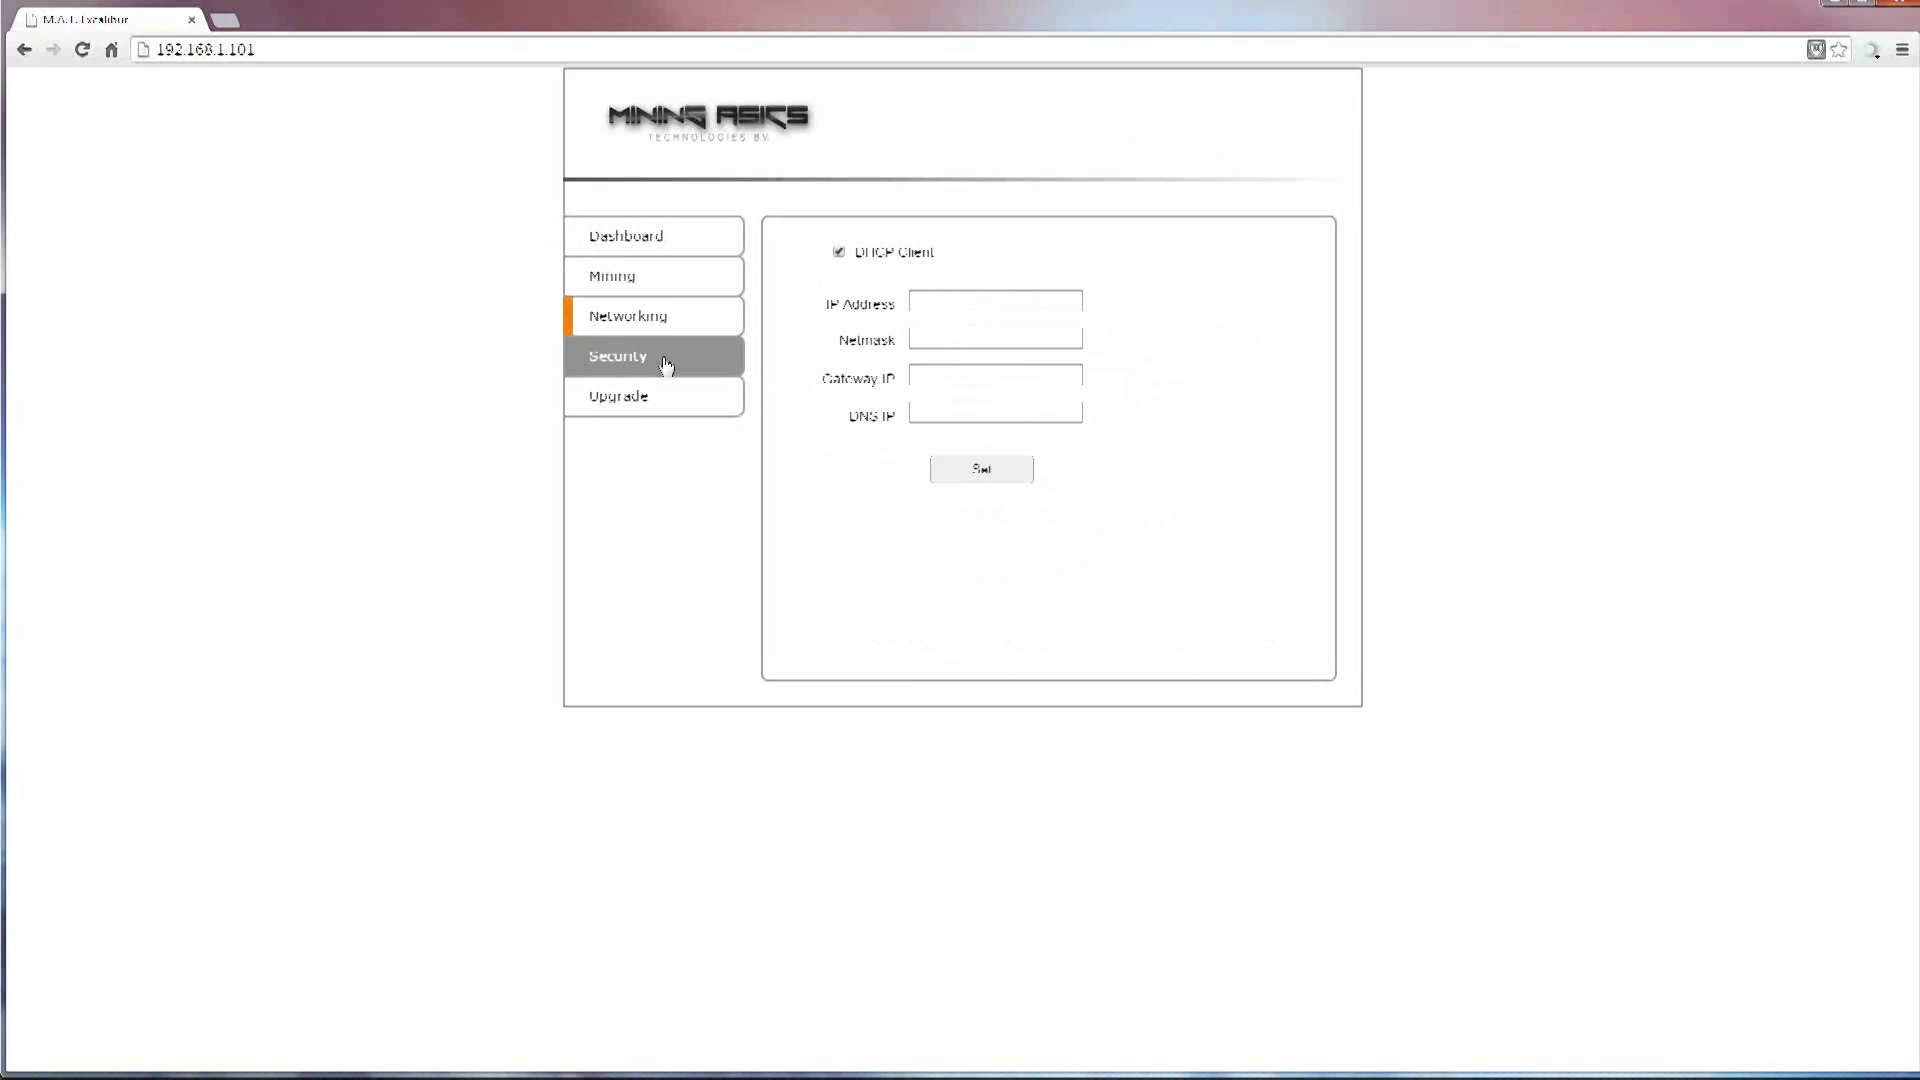 M.A.T. Excalibur
192.168.1.101
MINING ASICS
TECHNOLOGIES B.V.
Dashboard
Mining
Networking
Security
Upgrade
DHCP Client
IP Address
Netmask
Gateway IP
DNS IP
Set